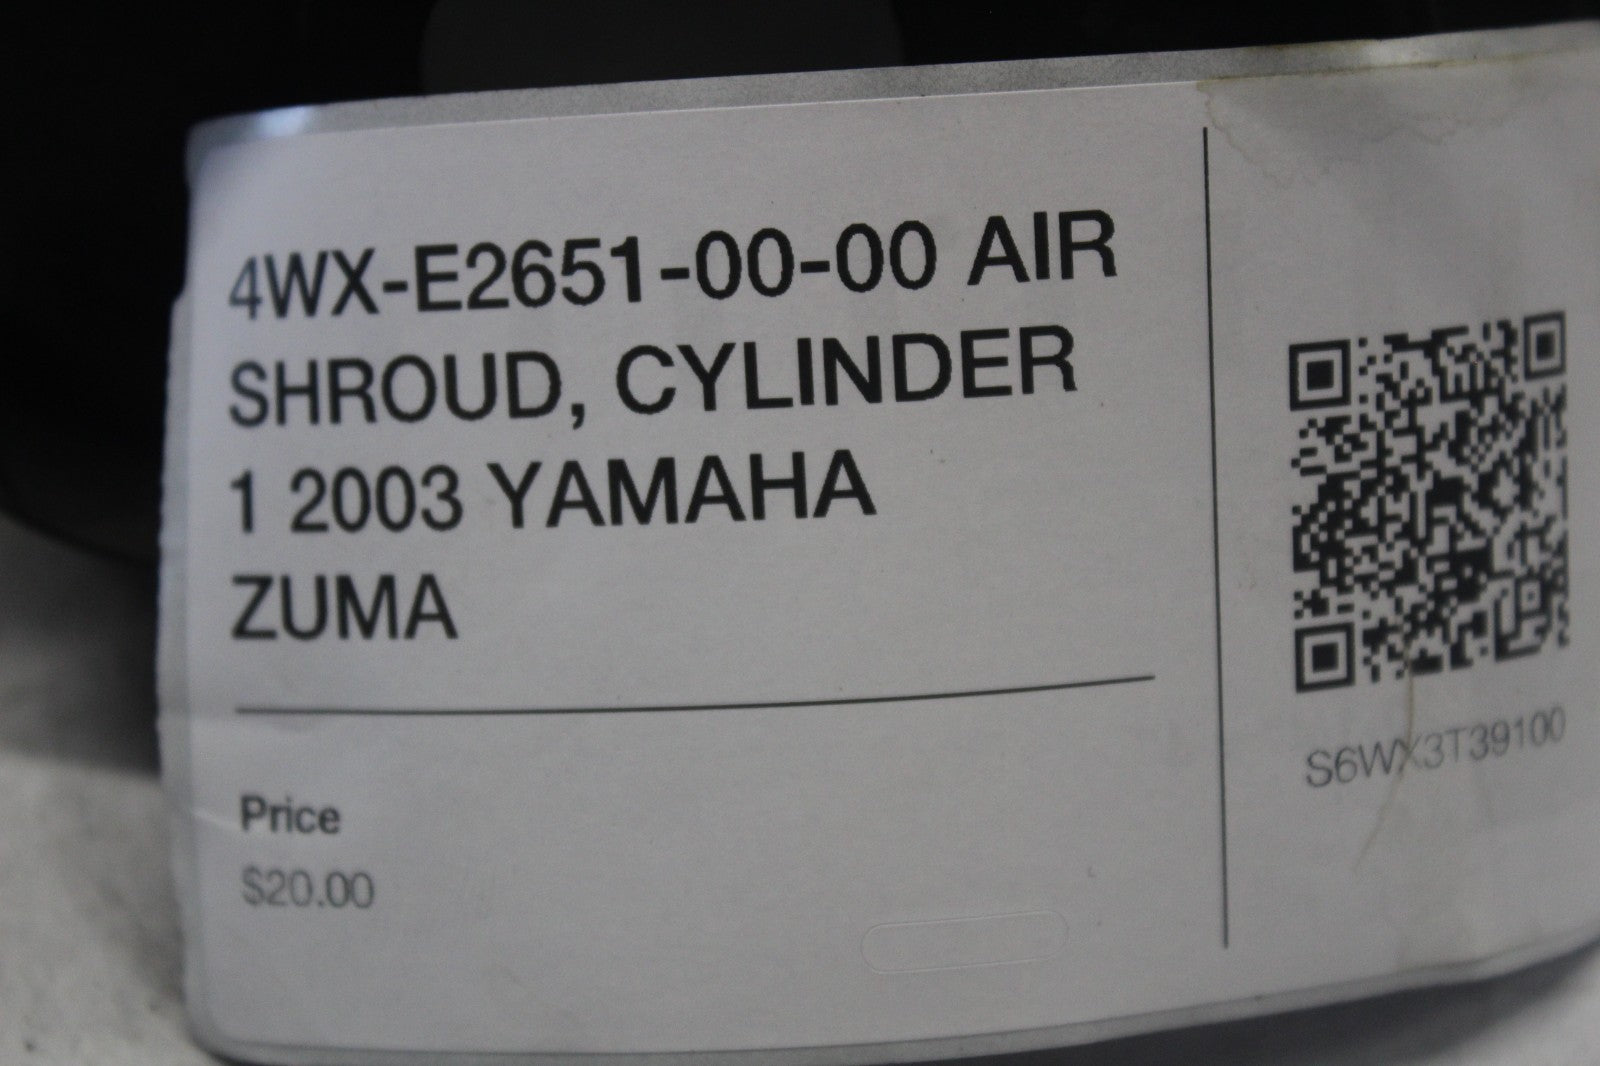 4WX-E2651-00-00 AIR
SHROUD, CYLINDER
1 2003 YAMAHA
ZUMA
Price
$20.00
S6WX3T39100